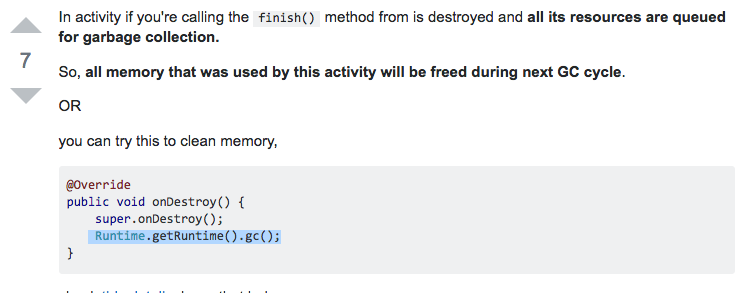 In activity if you're calling the finish() method from is destroyed and all its resources are queued
for garbage collection.
7
So, all memory that was used by this activity will be freed during next GC cycle.
OR
you can try this to clean memory,
@Override
public void onDestroy() {
    super.onDestroy();
    Runtime.getRuntime().gc();
}